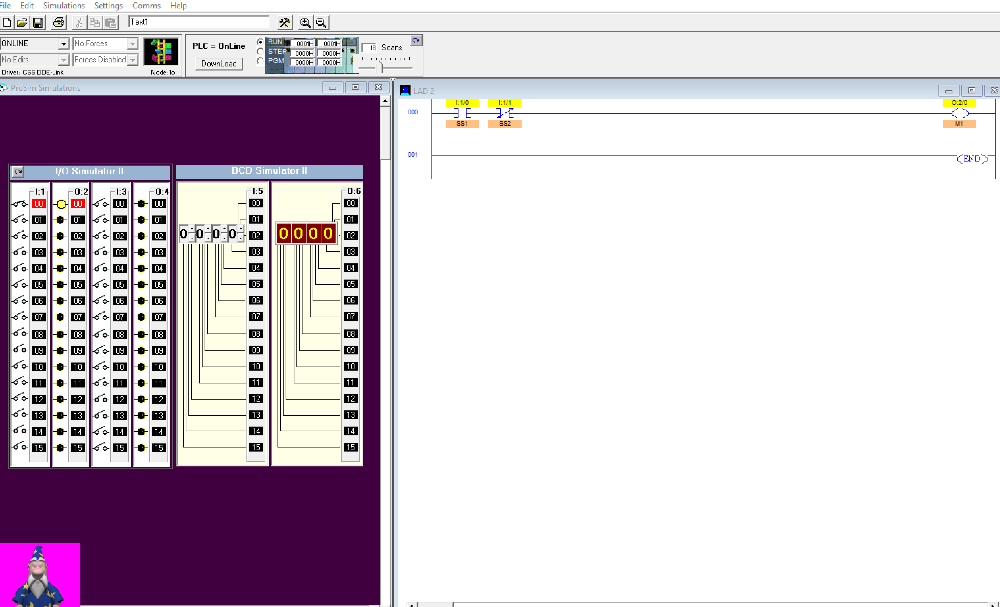 File Edit Simulations Settings Comms Help
Text1
ONLINE No Forces
No Edits Forces Disabled
Driver: CSS DDE-Link Node: 1o
PLC = OnLine
DownLoad
RUN 0001H 0001H
STEP 0000H 0000H
PGM 0000H 0000H
18 Scans
ProSim Simulations
I/O Simulator II
I:1 O:2 I:3 O:4
00 00 00 00
01 01 01 01
02 02 02 02
03 03 03 03
04 04 04 04
05 05 05 05
06 06 06 06
07 07 07 07
08 08 08 08
09 09 09 09
10 10 10 10
11 11 11 11
12 12 12 12
13 13 13 13
14 14 14 14
15 15 15 15
BCD Simulator II
I:5 O:6
00 00
01 01
0 0 0 0 02 0 0 0 0 02
03 03
04 04
05 05
06 06
07 07
08 08
09 09
10 10
11 11
12 12
13 13
14 14
15 15
LAD 2
I:1/0 I:1/1 O:2/0
000
SS1 SS2 M1
001 END